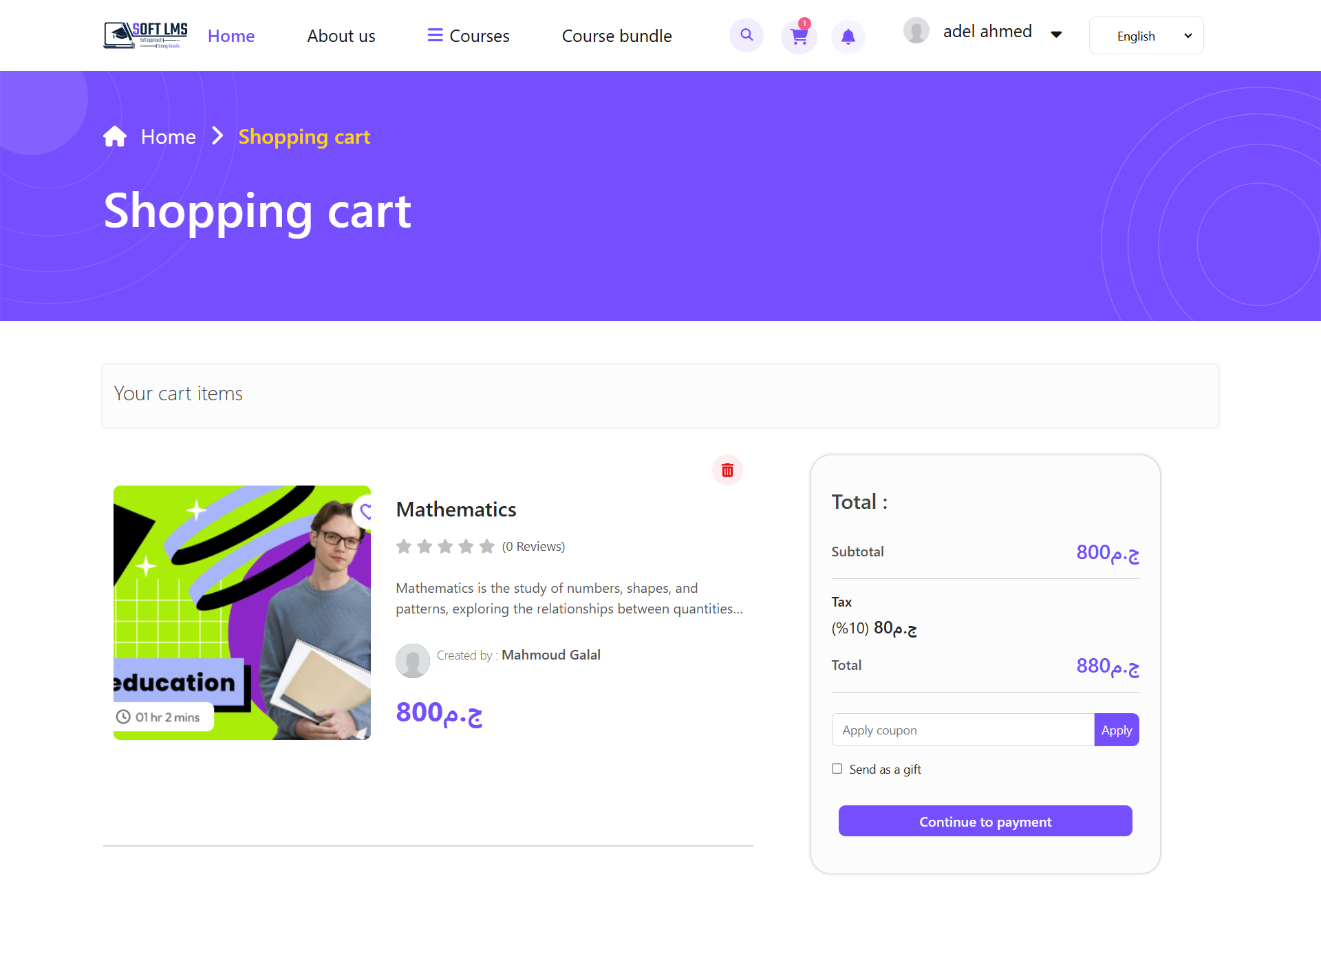 SOFT LMS
Home
About us
Courses
Course bundle
1
adel ahmed
English
Home
Shopping cart
Shopping cart
Your cart items
Mathematics
(0 Reviews)
Mathematics is the study of numbers, shapes, and
patterns, exploring the relationships between quantities...
Created by : Mahmoud Galal
800ج.م
education
01 hr 2 mins
Total :
Subtotal
800ج.م
Tax
(%10) 80ج.م
Total
880ج.م
Apply coupon
Apply
Send as a gift
Continue to payment